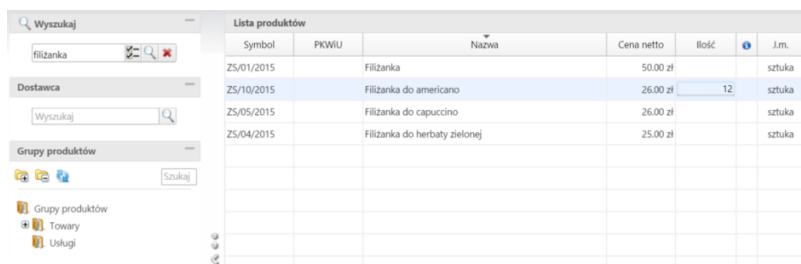 Wyszukaj
filiżanka
Dostawca
Wyszukaj
Grupy produktów
Szukaj
Grupy produktów
Towary
Usługi
Lista produktów
Symbol PKWiU Nazwa Cena netto Ilość J.m.
ZS/01/2015 Filiżanka 50.00 zł sztuka
ZS/10/2015 Filiżanka do americano 26.00 zł 12 sztuka
ZS/05/2015 Filiżanka do capuccino 26.00 zł sztuka
ZS/04/2015 Filiżanka do herbaty zielonej 25.00 zł sztuka